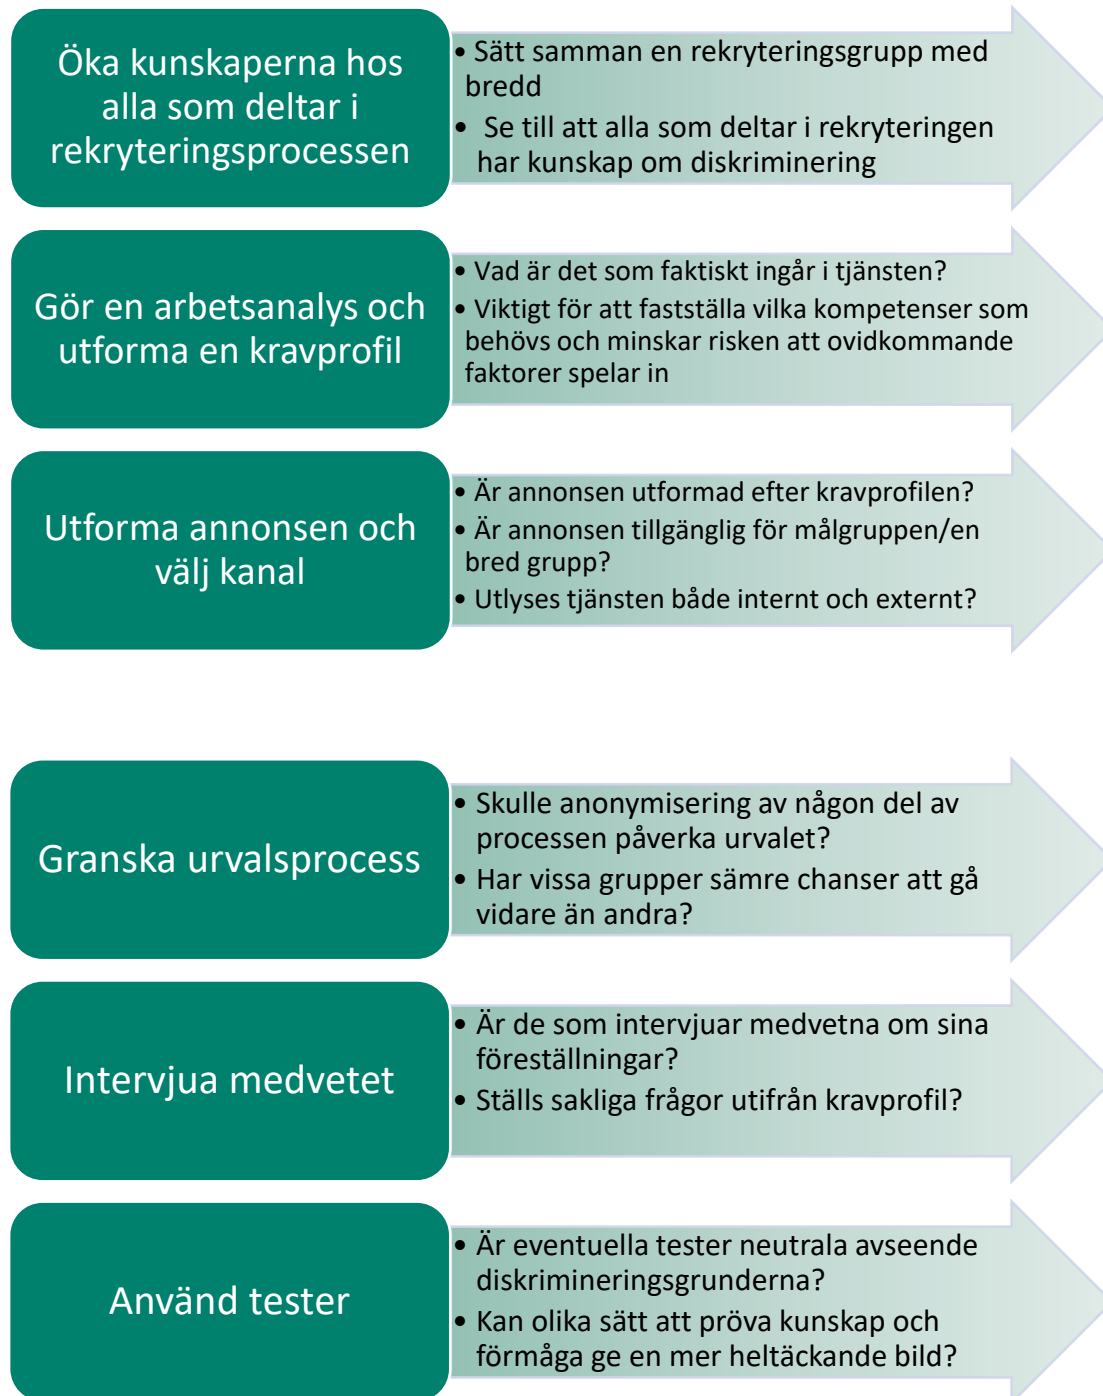 Öka kunskaperna hos
alla som deltar i
rekryteringsprocessen
• Sätt samman en rekryteringsgrupp med
bredd
• Se till att alla som deltar i rekryteringen
har kunskap om diskriminering
Gör en arbetsanalys och
utforma en kravprofil
• Vad är det som faktiskt ingår i tjänsten?
• Viktigt för att fastställa vilka kompetenser som
behövs och minskar risken att ovidkommande
faktorer spelar in
Utforma annonsen och
välj kanal
• Är annonsen utformad efter kravprofilen?
• Är annonsen tillgänglig för målgruppen/en
bred grupp?
• Utlyses tjänsten både internt och externt?
Granska urvalsprocess
• Skulle anonymisering av någon del av
processen påverka urvalet?
• Har vissa grupper sämre chanser att gå
vidare än andra?
Intervjua medvetet
• Är de som intervjuar medvetna om sina
föreställningar?
• Ställs sakliga frågor utifrån kravprofil?
Använd tester
• Är eventuella tester neutrala avseende
diskrimineringsgrunderna?
• Kan olika sätt att pröva kunskap och
förmåga ge en mer heltäckande bild?